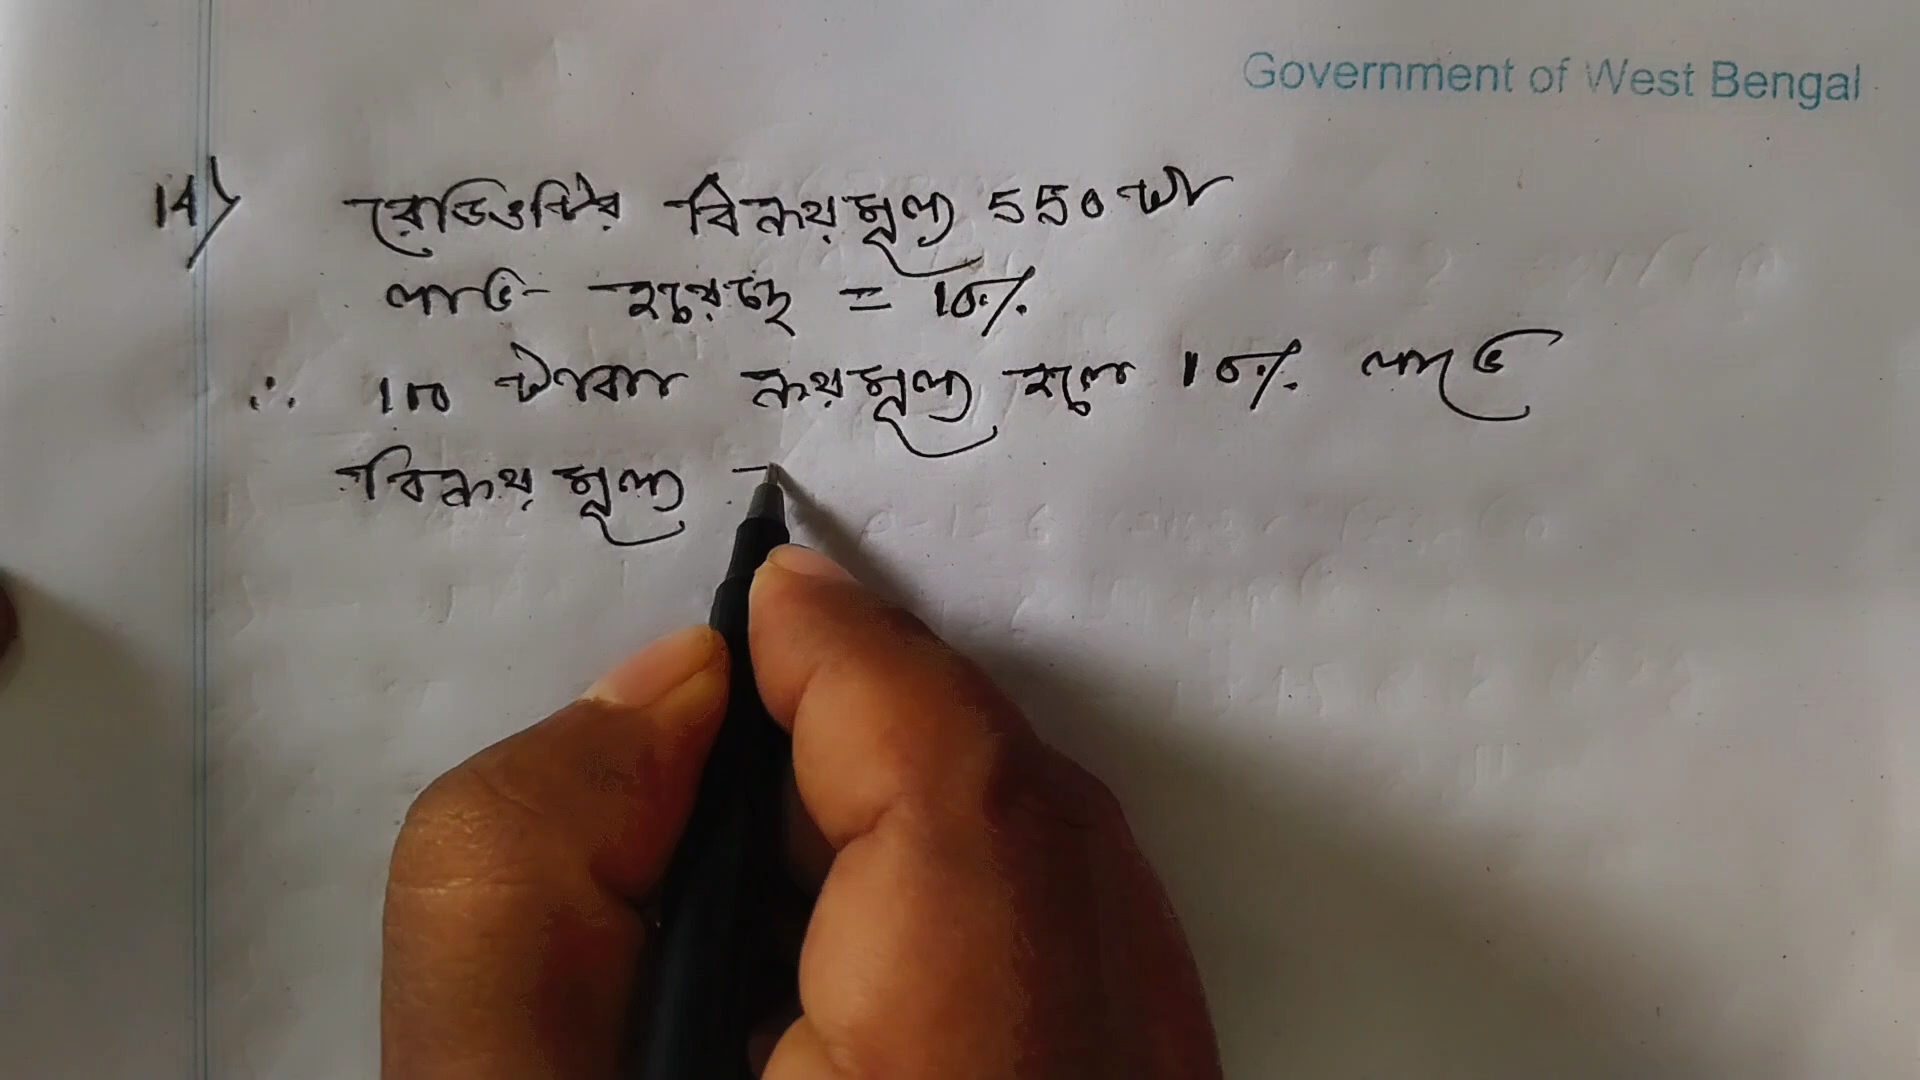 Government of West Bengal
14) রেডিওটির বিক্রয়মূল্য 550 টা
লাভ হয়েছে = 10%
∴ 100 টাকা ক্রয়মূল্য হলে 10% লাভে
বিক্রয়মূল্য